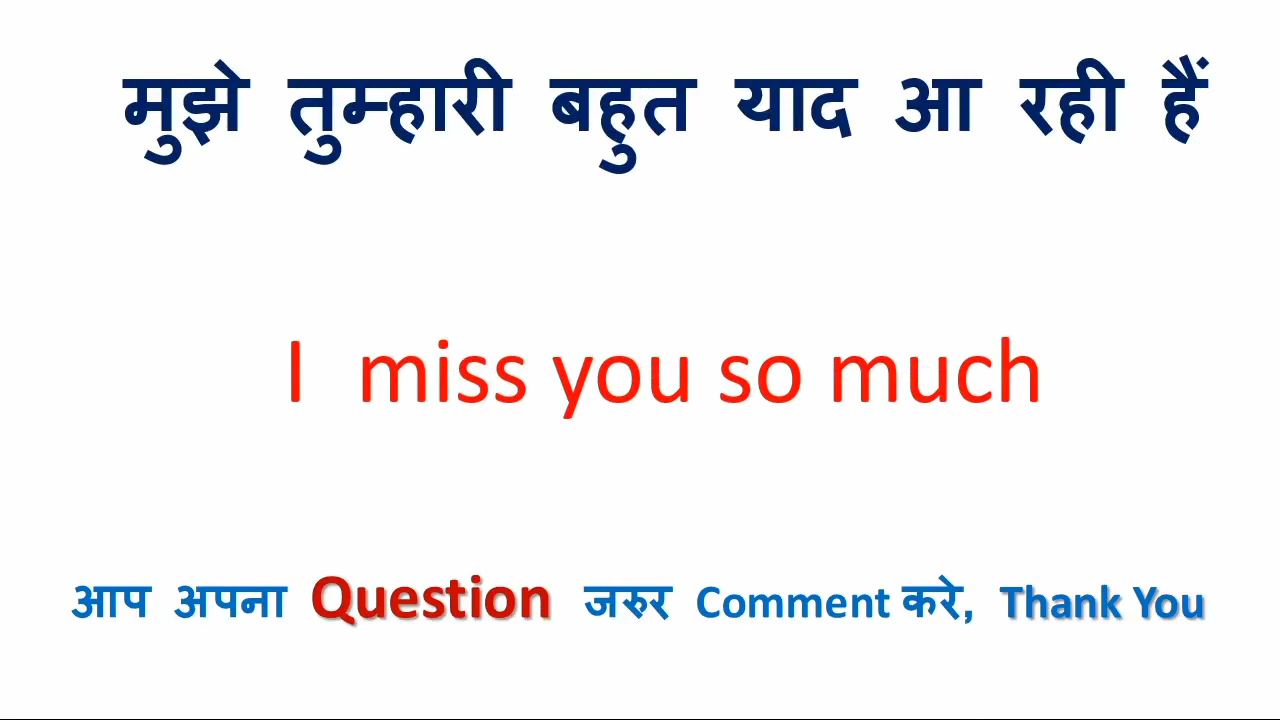 मुझे तुम्हारी बहुत याद आ रही हैं
I miss you so much
आप अपना Question जरुर Comment करे, Thank You